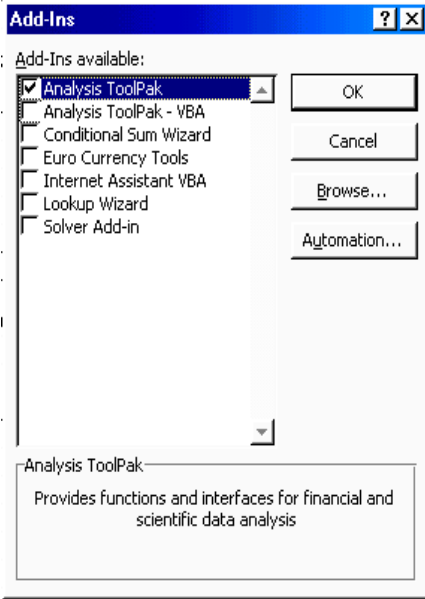 Add-Ins
Add-Ins available:
Analysis ToolPak
Analysis ToolPak - VBA
Conditional Sum Wizard
Euro Currency Tools
Internet Assistant VBA
Lookup Wizard
Solver Add-in
OK
Cancel
Browse...
Automation...
Analysis ToolPak
Provides functions and interfaces for financial and
scientific data analysis